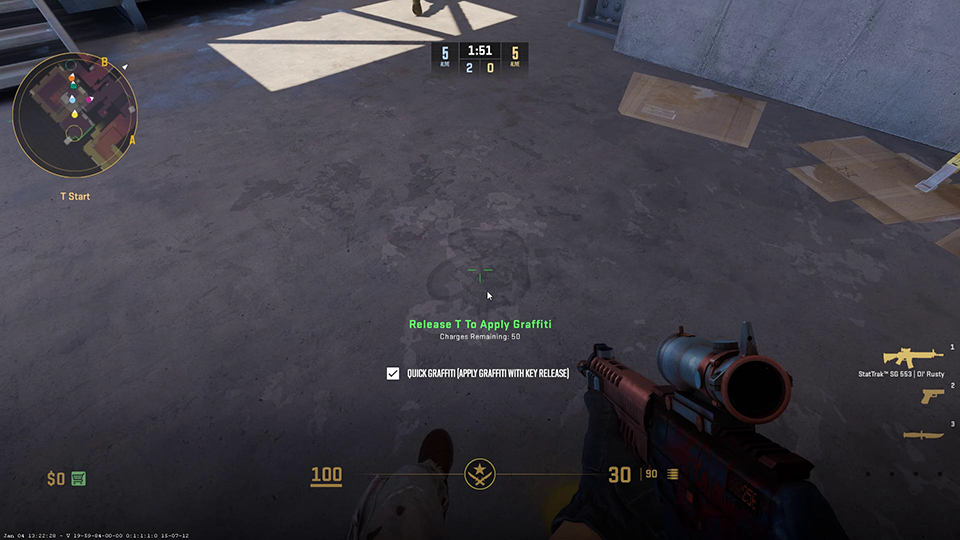 B
5 1:51 5
ALIVE 2 0 ALIVE
A
T Start
Release T To Apply Graffiti
Charges Remaining: 50
QUICK GRAFFITI [APPLY GRAFFITI WITH KEY RELEASE]
1
StatTrak™ SG 553 | Ol' Rusty
2
3
$0 100 30 90